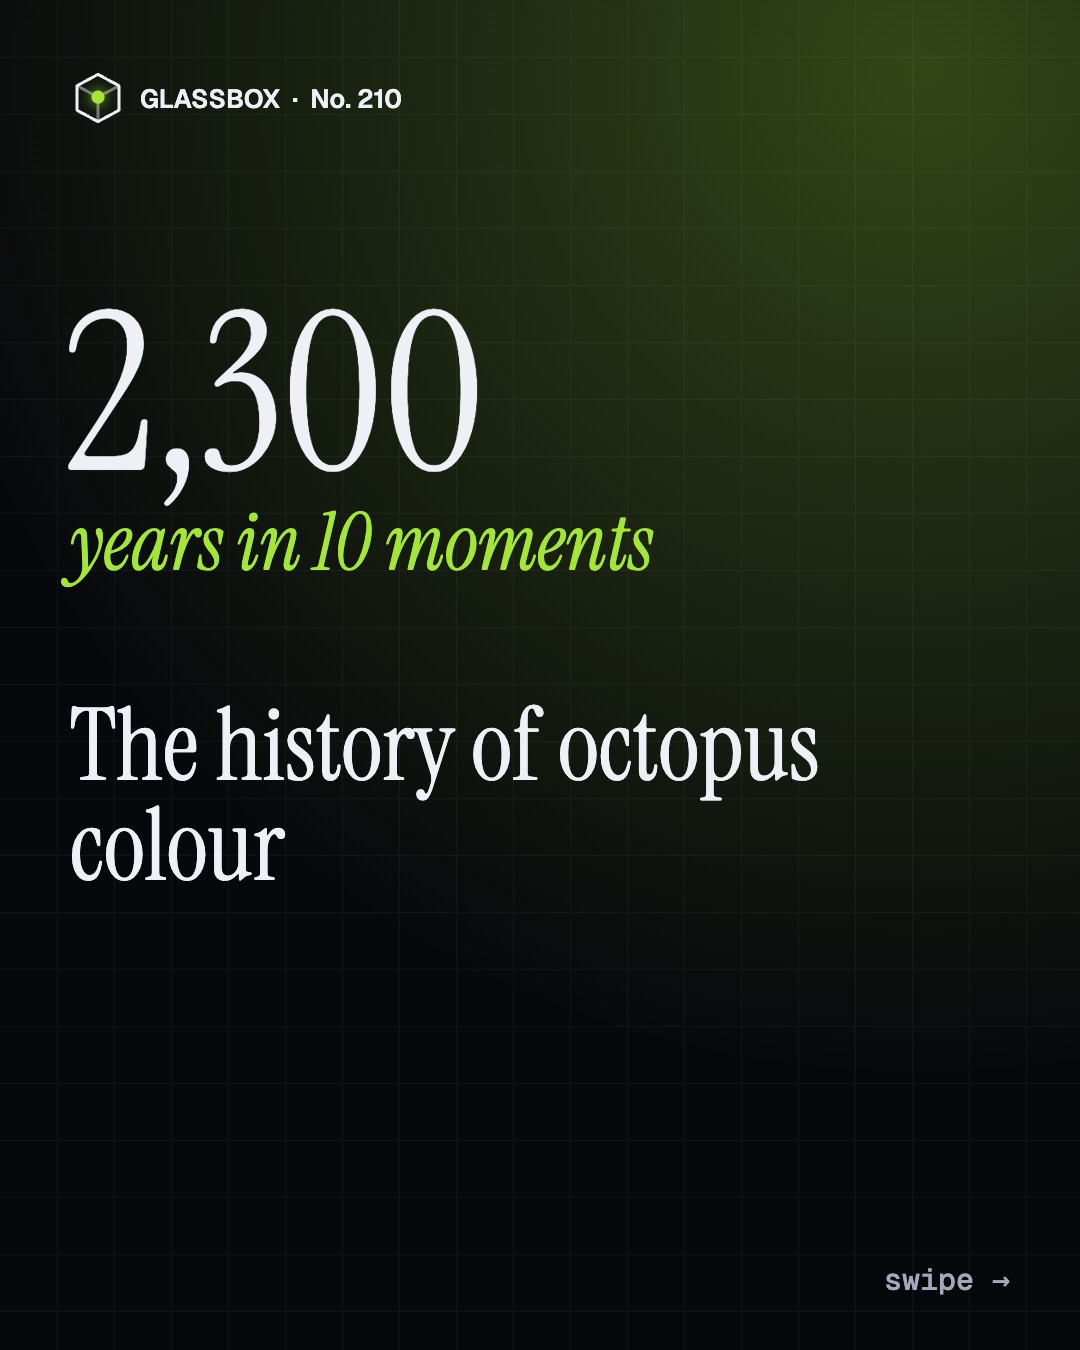 GLASSBOX · No. 210
2,300
years in 10 moments
The history of octopus
colour
swipe →